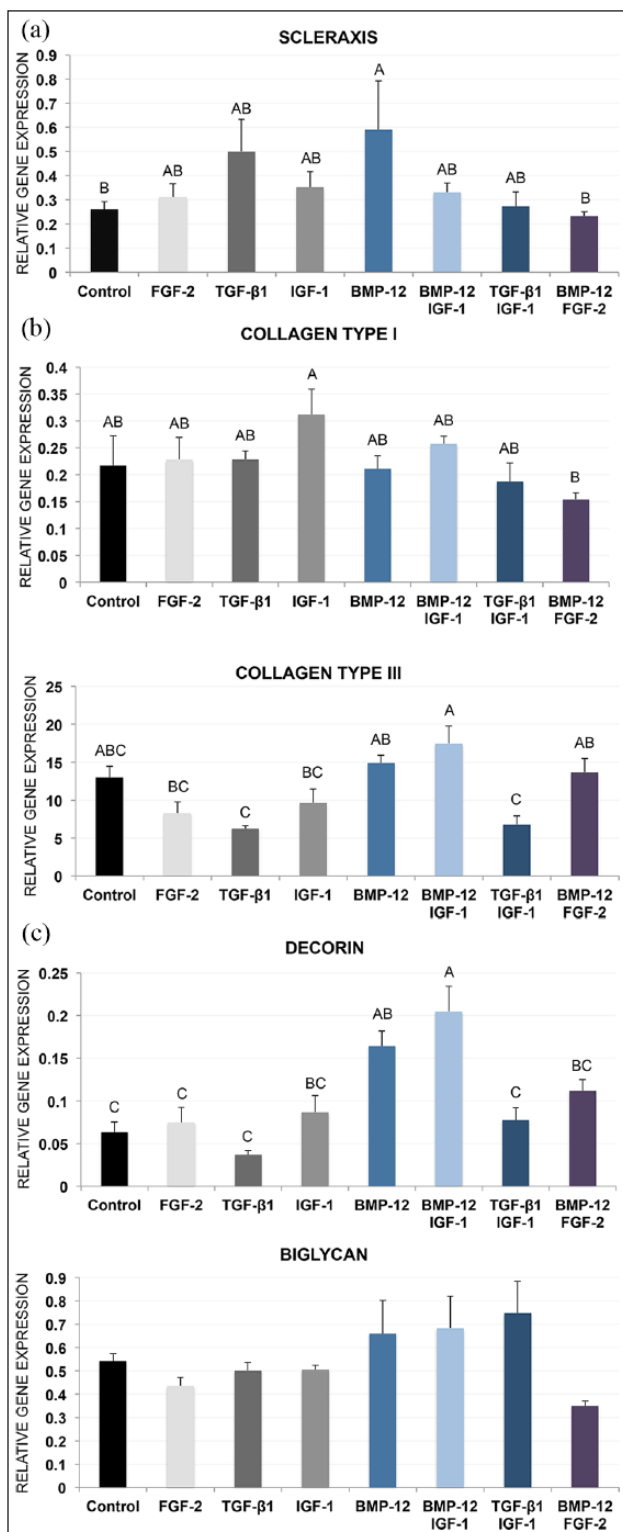 (a)
SCLERAXIS
RELATIVE GENE EXPRESSION
0.9
0.8
0.7
0.6
0.5
0.4
0.3
0.2
0.1
0
B
AB
AB
AB
A
AB
AB
B
Control FGF-2 TGF-β1 IGF-1 BMP-12 BMP-12 TGF-β1 BMP-12
IGF-1 IGF-1 FGF-2
(b)
COLLAGEN TYPE I
RELATIVE GENE EXPRESSION
0.4
0.35
0.3
0.25
0.2
0.15
0.1
0.05
0
AB
AB
AB
A
AB
AB
AB
B
Control FGF-2 TGF-β1 IGF-1 BMP-12 BMP-12 TGF-β1 BMP-12
IGF-1 IGF-1 FGF-2
COLLAGEN TYPE III
RELATIVE GENE EXPRESSION
25
20
15
10
5
0
ABC
BC
C
BC
AB
A
C
AB
Control FGF-2 TGF-β1 IGF-1 BMP-12 BMP-12 TGF-β1 BMP-12
IGF-1 IGF-1 FGF-2
(c)
DECORIN
RELATIVE GENE EXPRESSION
0.25
0.2
0.15
0.1
0.05
0
C
C
C
BC
AB
A
C
BC
Control FGF-2 TGF-β1 IGF-1 BMP-12 BMP-12 TGF-β1 BMP-12
IGF-1 IGF-1 FGF-2
BIGLYCAN
RELATIVE GENE EXPRESSION
0.9
0.8
0.7
0.6
0.5
0.4
0.3
0.2
0.1
0
Control FGF-2 TGF-β1 IGF-1 BMP-12 BMP-12 TGF-β1 BMP-12
IGF-1 IGF-1 FGF-2